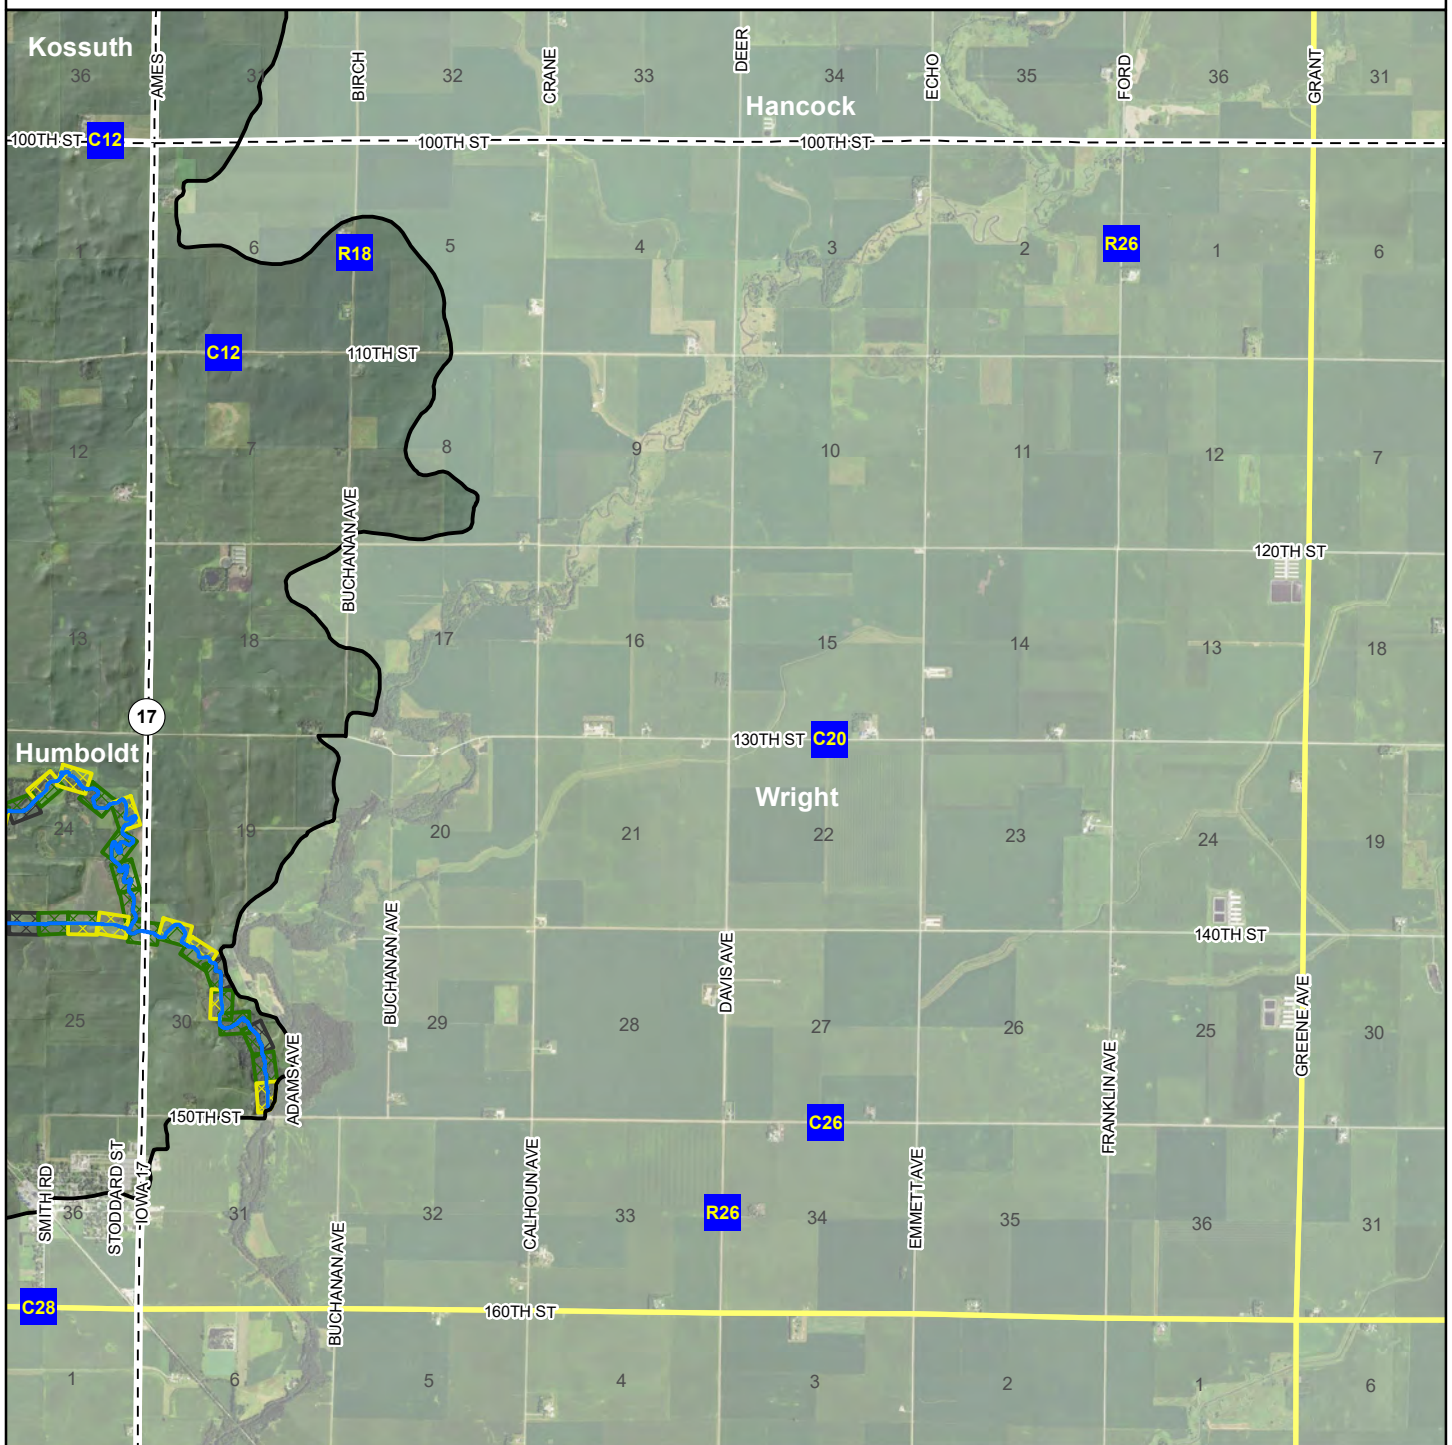 Kossuth
AMES
BIRCH
CRANE
DEER
ECHO
FORD
GRANT
36
31
32
33
34
35
36
31
Hancock
100TH ST
C12
100TH ST
100TH ST
6
R18
5
4
3
2
R26
1
6
C12
110TH ST
12
7
8
9
10
11
12
7
BUCHANAN AVE
120TH ST
13
18
17
16
15
14
13
18
17
Humboldt
130TH ST
C20
Wright
24
19
20
21
22
23
24
19
BUCHANAN AVE
DAVIS AVE
140TH ST
25
30
29
28
27
26
25
30
ADAMS AVE
FRANKLIN AVE
GREENE AVE
150TH ST
C26
SMITH RD
STODDARD ST
IOWA 17
CALHOUN AVE
EMMETT AVE
36
31
32
33
R26
34
35
36
31
BUCHANAN AVE
C28
160TH ST
1
6
5
4
3
2
1
6